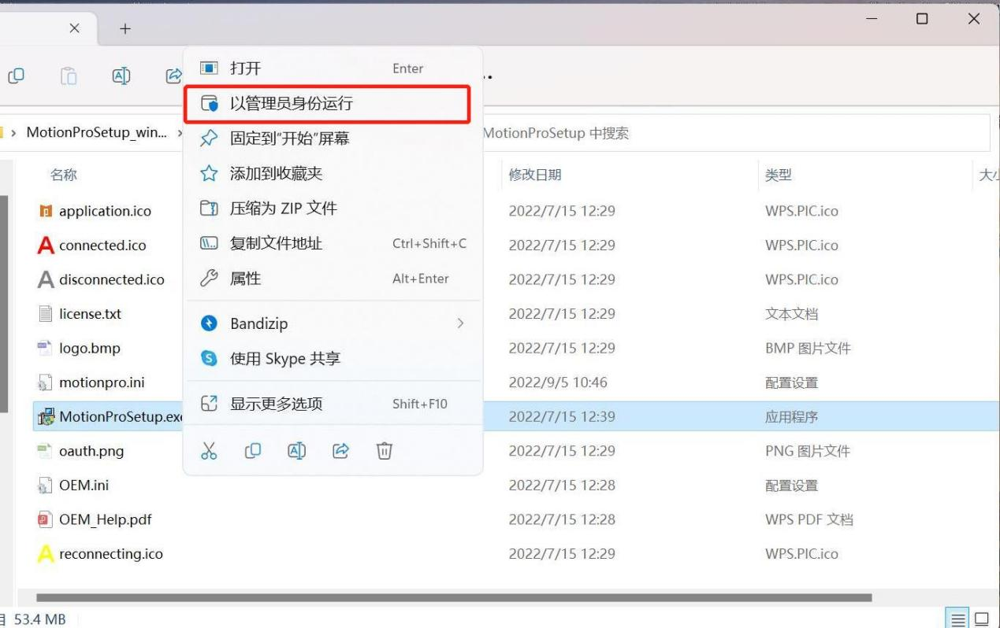 打开 Enter
以管理员身份运行
MotionProSetup_win... MotionProSetup 中搜索
固定到“开始”屏幕
名称 修改日期 类型
添加到收藏夹
application.ico 2022/7/15 12:29 WPS.PIC.ico
压缩为 ZIP 文件
connected.ico 2022/7/15 12:29 WPS.PIC.ico
复制文件地址 Ctrl+Shift+C
disconnected.ico 2022/7/15 12:29 WPS.PIC.ico
属性 Alt+Enter
license.txt 2022/7/15 12:29 文本文档
Bandizip
logo.bmp 2022/7/15 12:29 BMP 图片文件
使用 Skype 共享
motionpro.ini 2022/9/5 10:46 配置设置
显示更多选项 Shift+F10
MotionProSetup.exe 2022/7/15 12:39 应用程序
oauth.png 2022/7/15 12:29 PNG 图片文件
OEM.ini 2022/7/15 12:28 配置设置
OEM_Help.pdf 2022/7/15 12:28 WPS PDF 文档
reconnecting.ico 2022/7/15 12:29 WPS.PIC.ico
53.4 MB